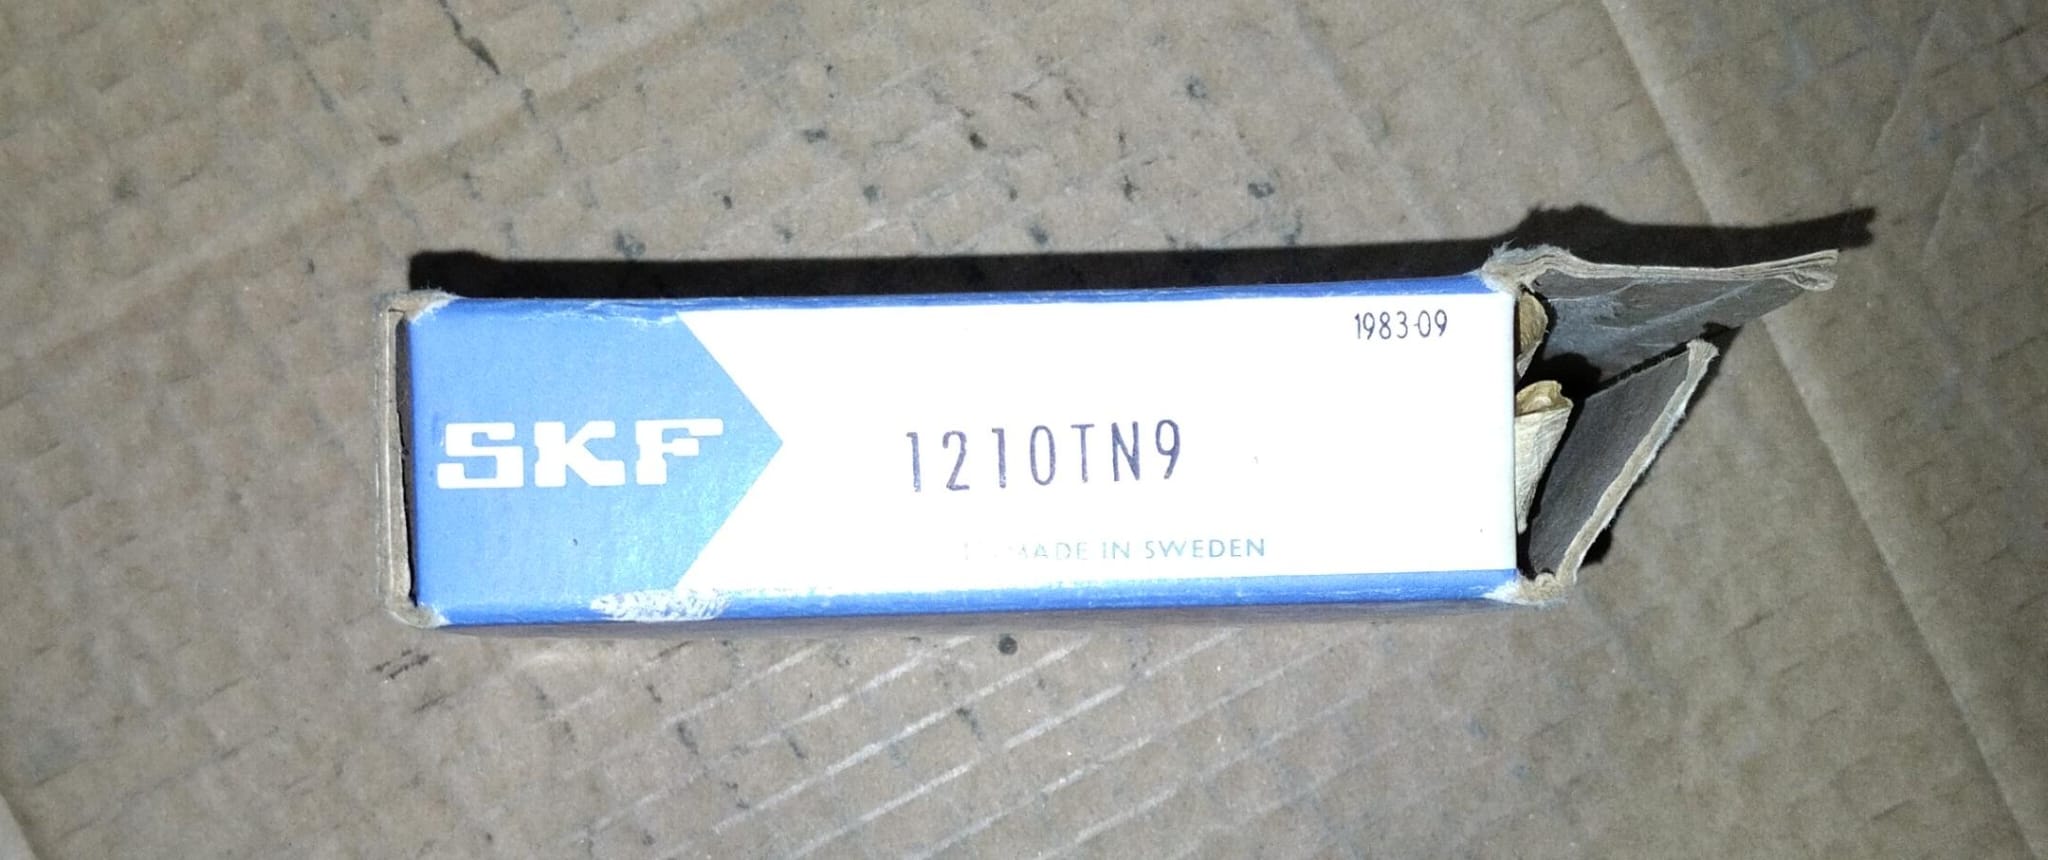 1983-09
SKF
1210TN9
MADE IN SWEDEN